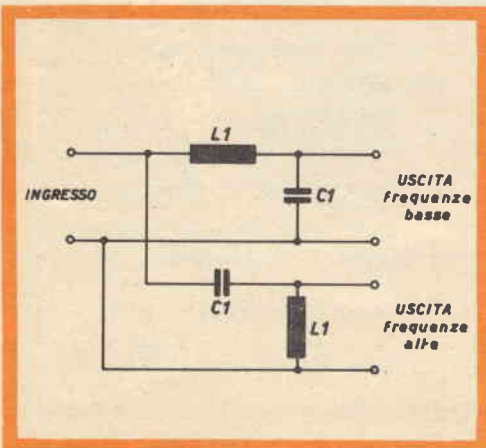 L1
INGRESSO
C1
USCITA
frequenze
basse
C1
L1
USCITA
frequenze
alte